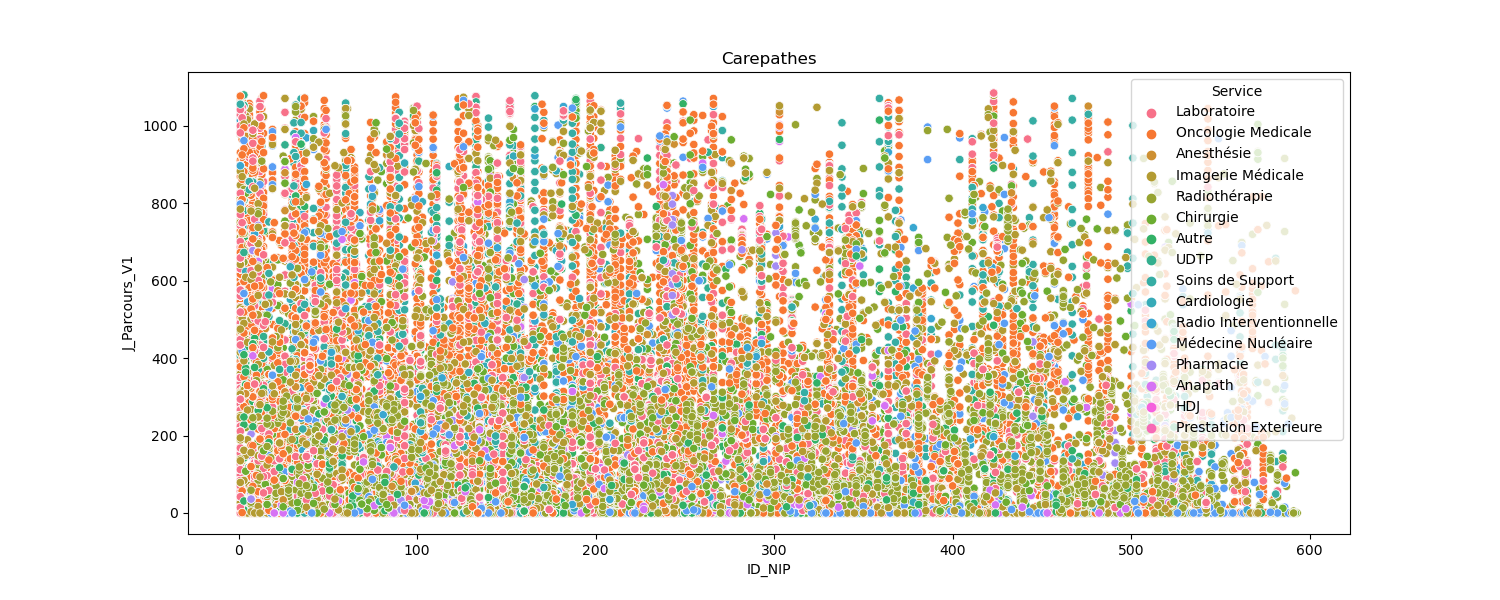 Carepathes
J_Parcours_V1
1000
800
600
400
200
0
0 100 200 300 400 500 600
ID_NIP
Service
Laboratoire
Oncologie Medicale
Anesthésie
Imagerie Médicale
Radiothérapie
Chirurgie
Autre
UDTP
Soins de Support
Cardiologie
Radio Interventionnelle
Médecine Nucléaire
Pharmacie
Anapath
HDJ
Prestation Exterieure